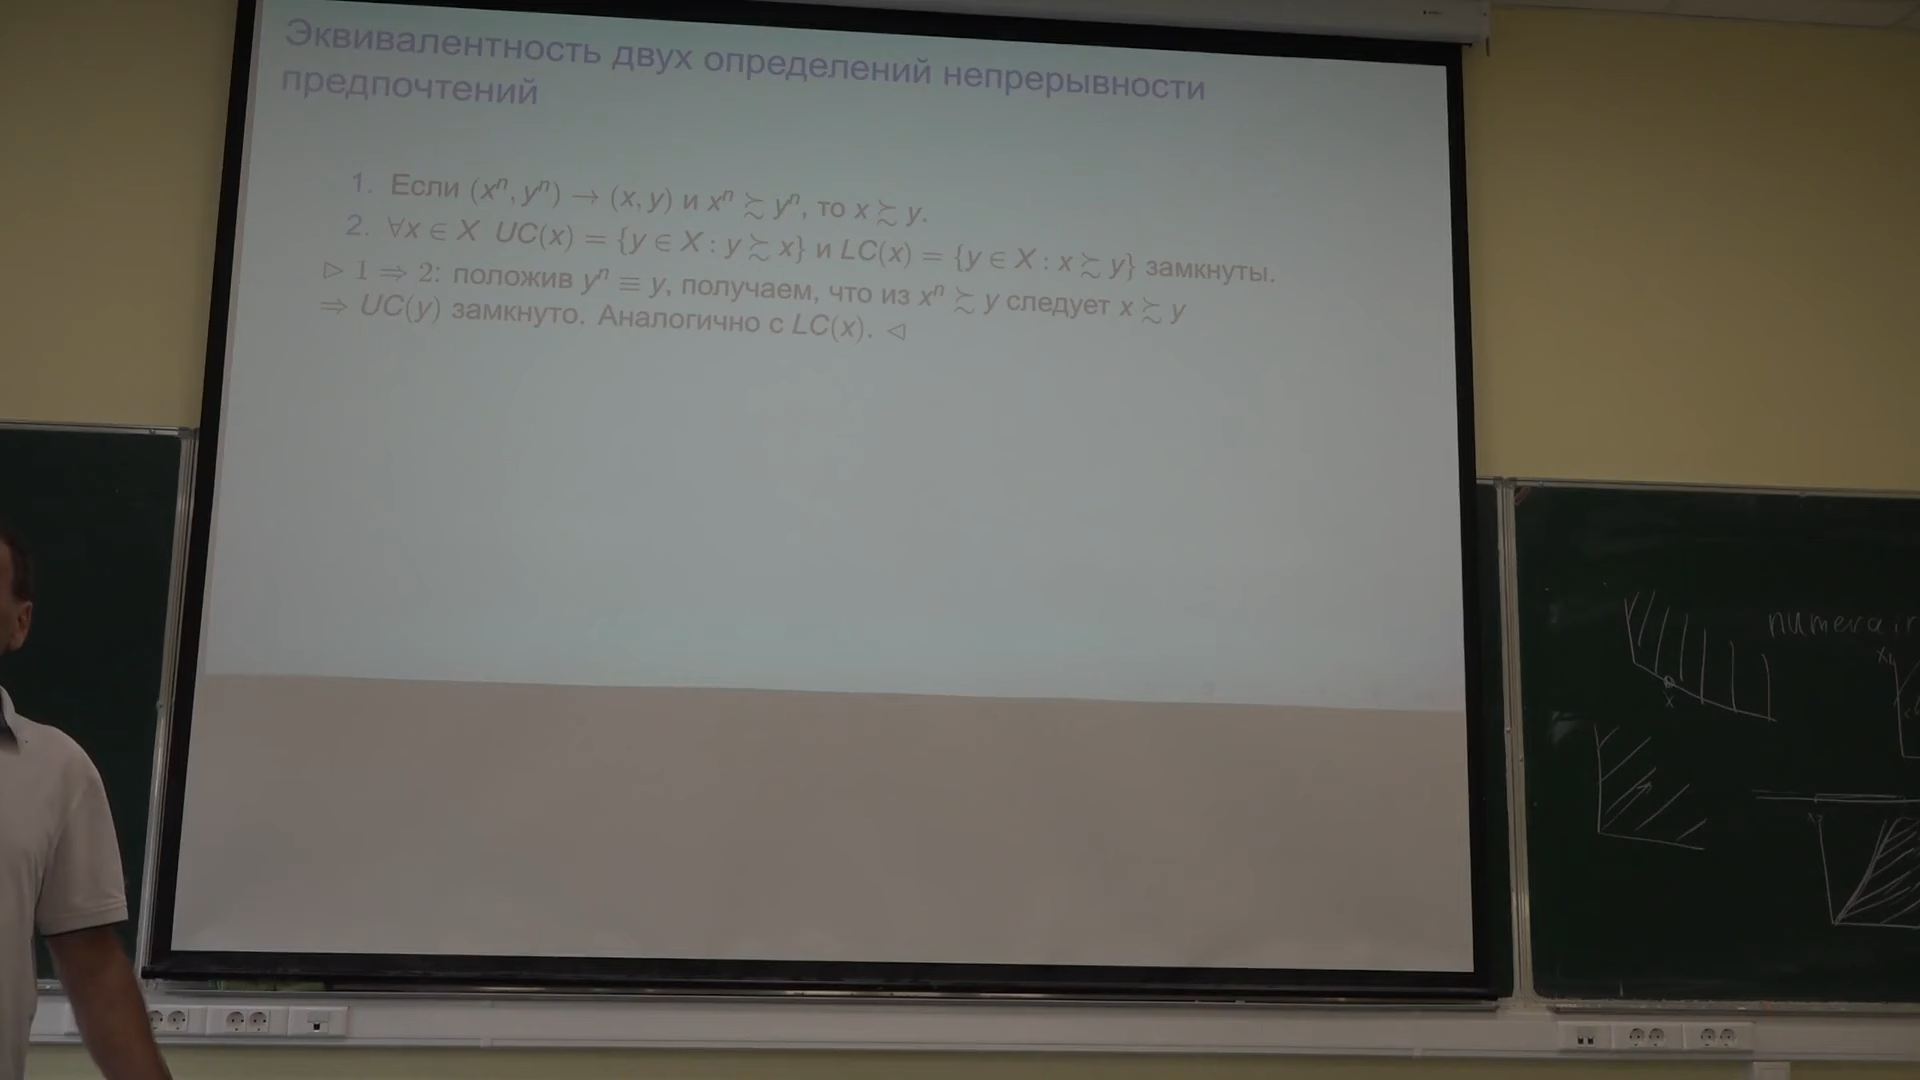 Эквивалентность двух определений непрерывности
предпочтений
1. Если (xⁿ, yⁿ) → (x, y) и xⁿ ≿ yⁿ, то x ≿ y.
2. ∀x ∈ X UC(x) = {y ∈ X : y ≿ x} и LC(x) = {y ∈ X : x ≿ y} замкнуты.
▷ 1 ⇒ 2: положив yⁿ ≡ y, получаем, что из xⁿ ≿ y следует x ≿ y
⇒ UC(y) замкнуто. Аналогично с LC(x). ◁
x